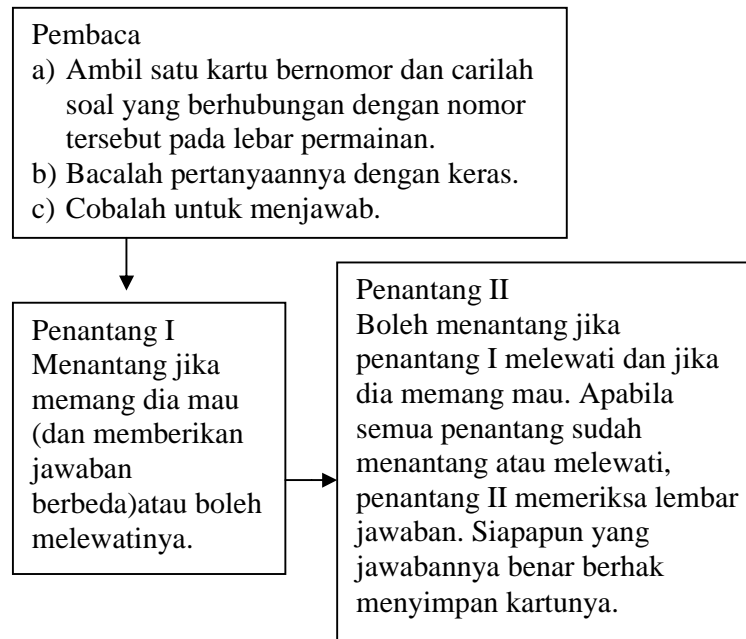 Pembaca
a) Ambil satu kartu bernomor dan carilah
soal yang berhubungan dengan nomor
tersebut pada lebar permainan.
b) Bacalah pertanyaannya dengan keras.
c) Cobalah untuk menjawab.
Penantang I
Menantang jika
memang dia mau
(dan memberikan
jawaban
berbeda)atau boleh
melewatinya.
Penantang II
Boleh menantang jika
penantang I melewati dan jika
dia memang mau. Apabila
semua penantang sudah
menantang atau melewati,
penantang II memeriksa lembar
jawaban. Siapapun yang
jawabannya benar berhak
menyimpan kartunya.